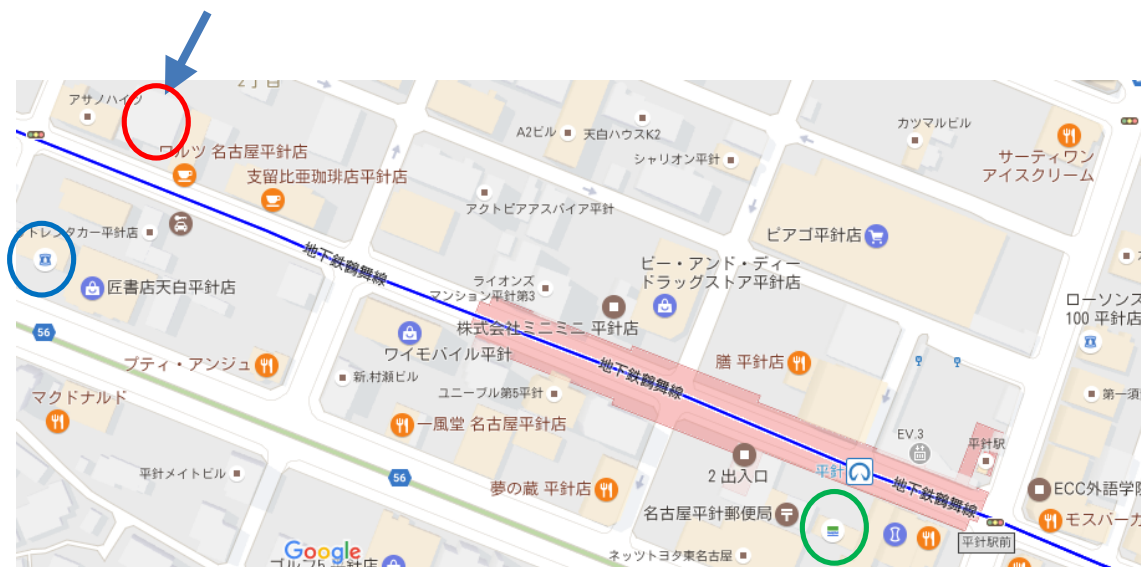 2丁目
アサノハイツ
ワルツ 名古屋平針店
支留比亜珈琲店平針店
A2ビル
天白ハウスK2
シャリオン平針
カツマルビル
サーティワン
アイスクリーム
アクトピアアスパイア平針
トレンタカー平針店
匠書店天白平針店
地下鉄鶴舞線
ピアゴ平針店
ビー・アンド・ディー
ドラッグストア平針店
ライオンズ
マンション平針第3
株式会社ミニミニ 平針店
ローソンス
100 平針店
56
ワイモバイル平針
プティ・アンジュ
新村瀬ビル
地下鉄鶴舞線
膳 平針店
マクドナルド
ユニーブル第5平針
第一須
一風堂 名古屋平針店
EV.3
平針駅
平針メイトビル
56
2 出入口
平針
地下鉄鶴舞線
夢の蔵 平針店
ECC外語学院
名古屋平針郵便局
モスバーガ
平針駅前
ネッツトヨタ東名古屋
Google
ゴルフ5 平針店